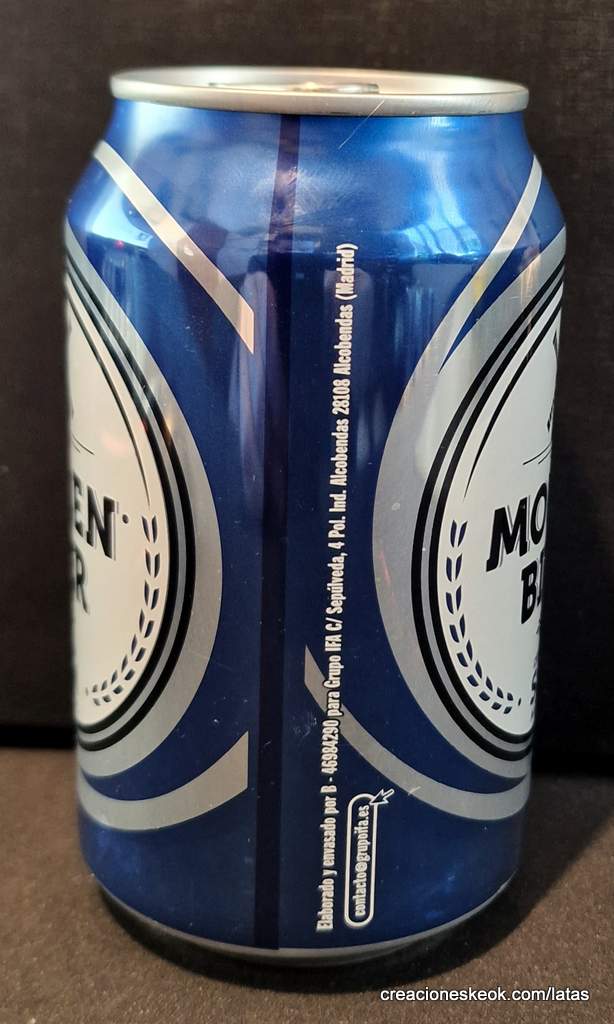 Elaborado y envasado por B - 46984290 para Grupo IFA C/ Sepúlveda, 4 Pol. Ind. Alcobendas 28108 Alcobendas (Madrid)
contacto@grupoifa.es
EN
R
MO
B
S
creacioneskeok.com/latas